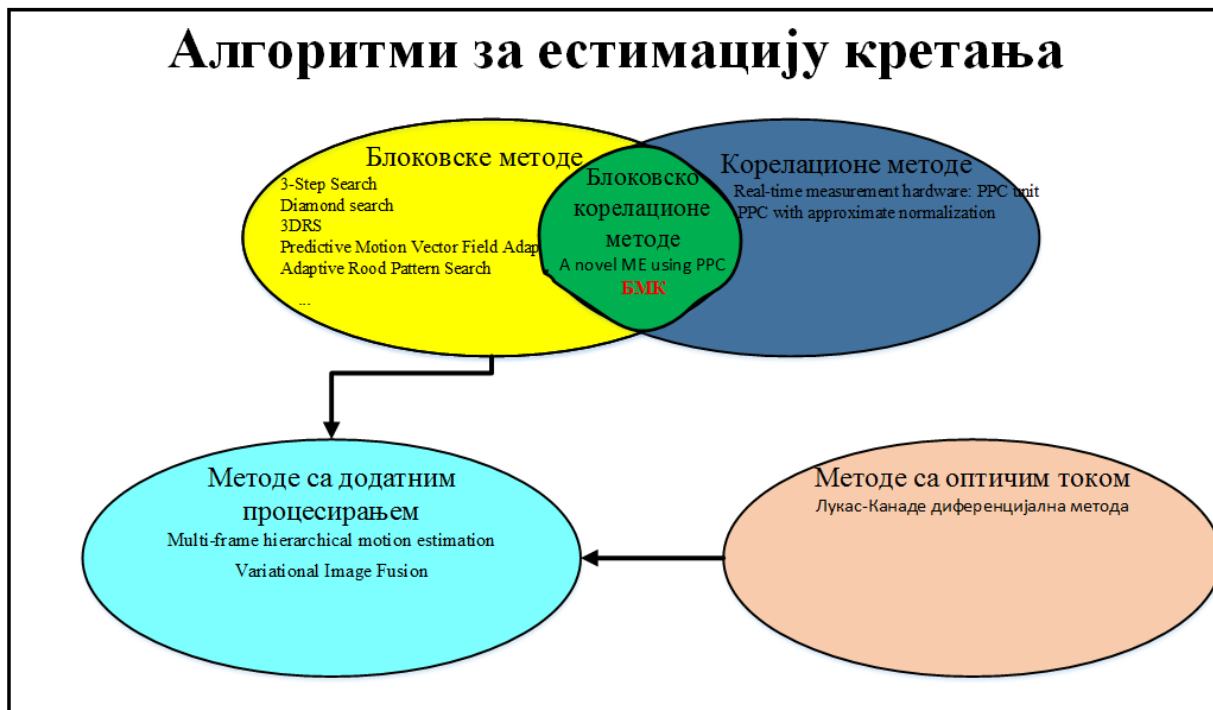 Алгоритми за естимацију кретања
Блоковске методе
3-Step Search
Diamond search
3DRS
Predictive Motion Vector Field Adap
Adaptive Rood Pattern Search
...
Блоковско
корелационе
методе
A novel ME using PPC
БМК
Корелационе методе
Real-time measurement hardware: PPC unit
PPC with approximate normalization
Методе са додатним
процесирањем
Multi-frame hierarchical motion estimation
Variational Image Fusion
Методе са оптичим током
Лукас-Канаде диференцијална метода